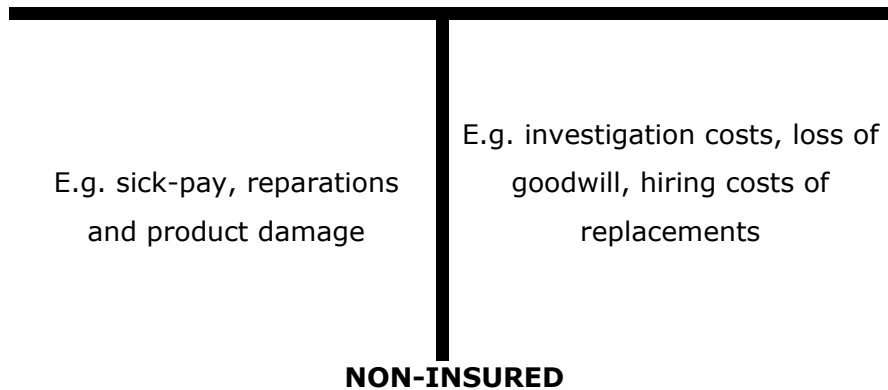 E.g. sick-pay, reparations
and product damage
E.g. investigation costs, loss of
goodwill, hiring costs of
replacements
NON-INSURED